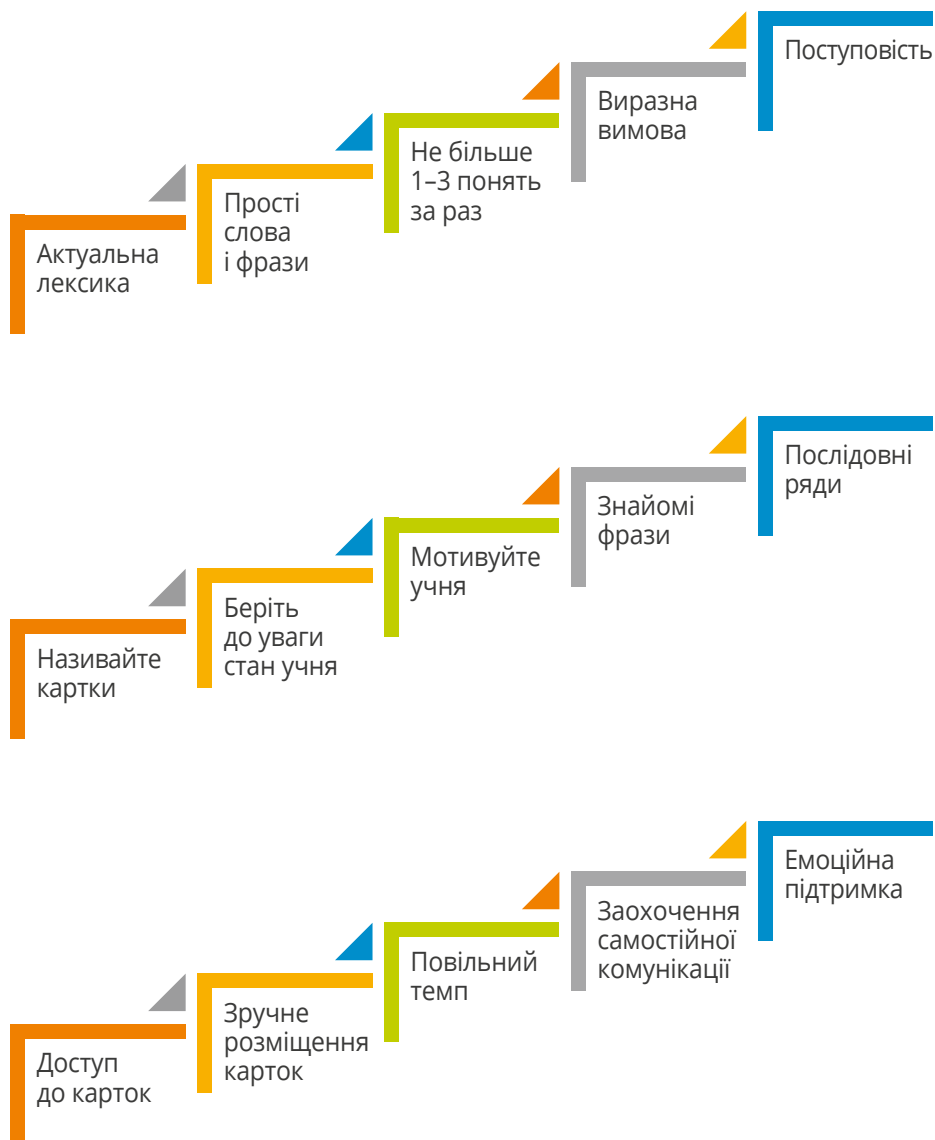 Актуальна
лексика
Прості
слова
і фрази
Не більше
1–3 понять
за раз
Виразна
вимова
Поступовість
Називайте
картки
Беріть
до уваги
стан учня
Мотивуйте
учня
Знайомі
фрази
Послідовні
ряди
Доступ
до карток
Зручне
розміщення
карток
Повільний
темп
Заохочення
самостійної
комунікації
Емоційна
підтримка